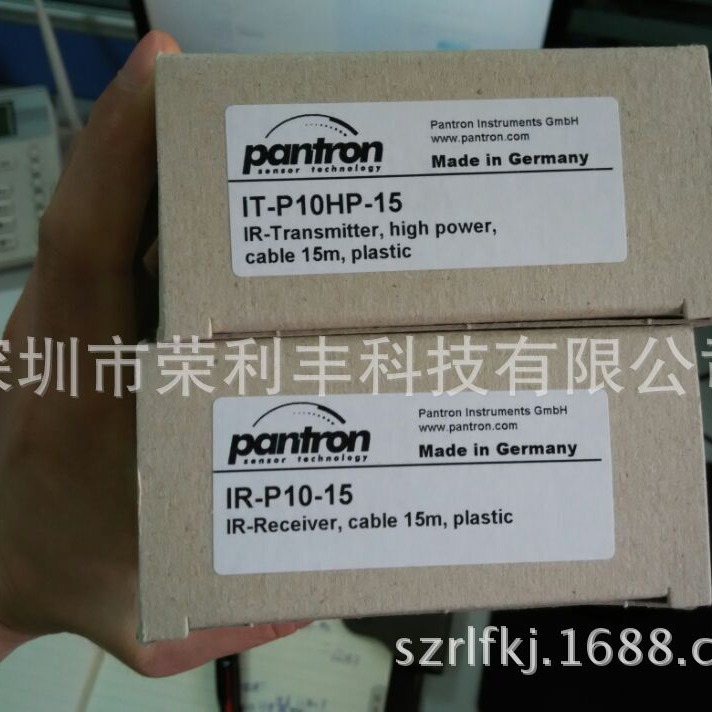 pantron
sensor technology
Pantron Instruments GmbH
www.pantron.com
Made in Germany
IT-P10HP-15
IR-Transmitter, high power,
cable 15m, plastic
深圳市荣利丰科技有限公司
pantron
sensor technology
Pantron Instruments GmbH
www.pantron.com
Made in Germany
IR-P10-15
IR-Receiver, cable 15m, plastic
szrlfkj.1688.c